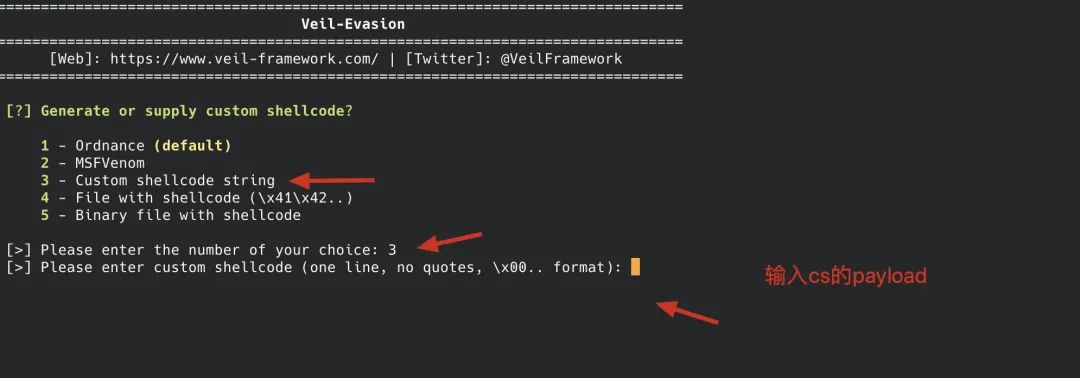 ===============================================================================
Veil-Evasion
===============================================================================
[Web]: https://www.veil-framework.com/ | [Twitter]: @VeilFramework
===============================================================================
[?] Generate or supply custom shellcode?
1 - Ordnance (default)
2 - MSFVenom
3 - Custom shellcode string
4 - File with shellcode (\x41\x42..)
5 - Binary file with shellcode
[>] Please enter the number of your choice: 3
[>] Please enter custom shellcode (one line, no quotes, \x00.. format):
输入cs的payload